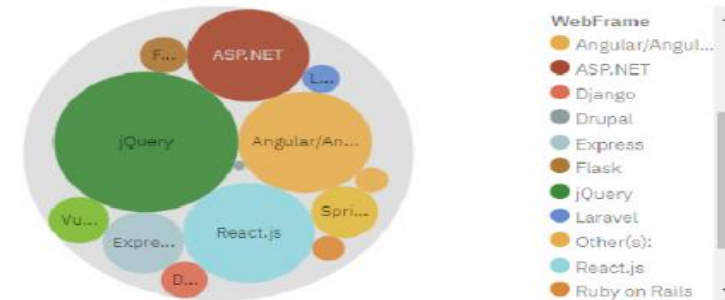 F...
ASP.NET
L...
jQuery
Angular/An...
Vu...
Expre...
React.js
Spri...
D...
WebFrame
Angular/Angul...
ASP.NET
Django
Drupal
Express
Flask
jQuery
Laravel
Other(s):
React.js
Ruby on Rails